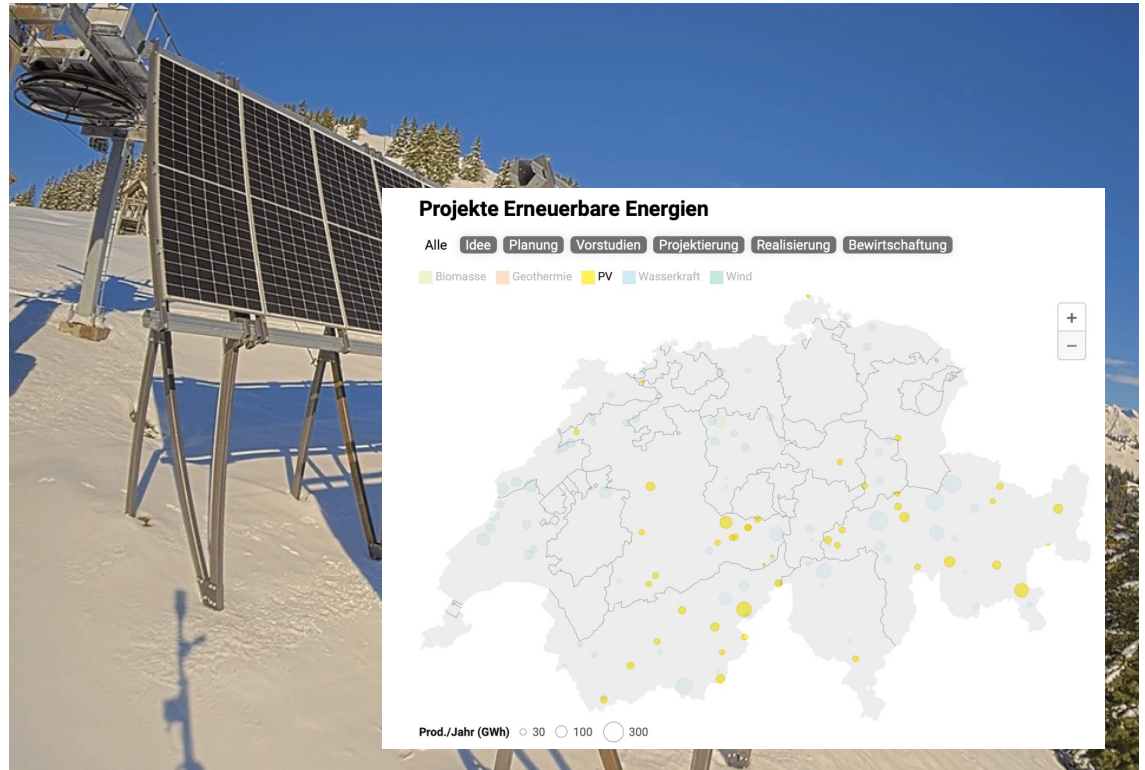 Projekte Erneuerbare Energien
Alle Idee Planung Vorstudien Projektierung Realisierung Bewirtschaftung
Biomasse Geothermie PV Wasserkraft Wind
+
−
Prod./Jahr (GWh) 30 100 300